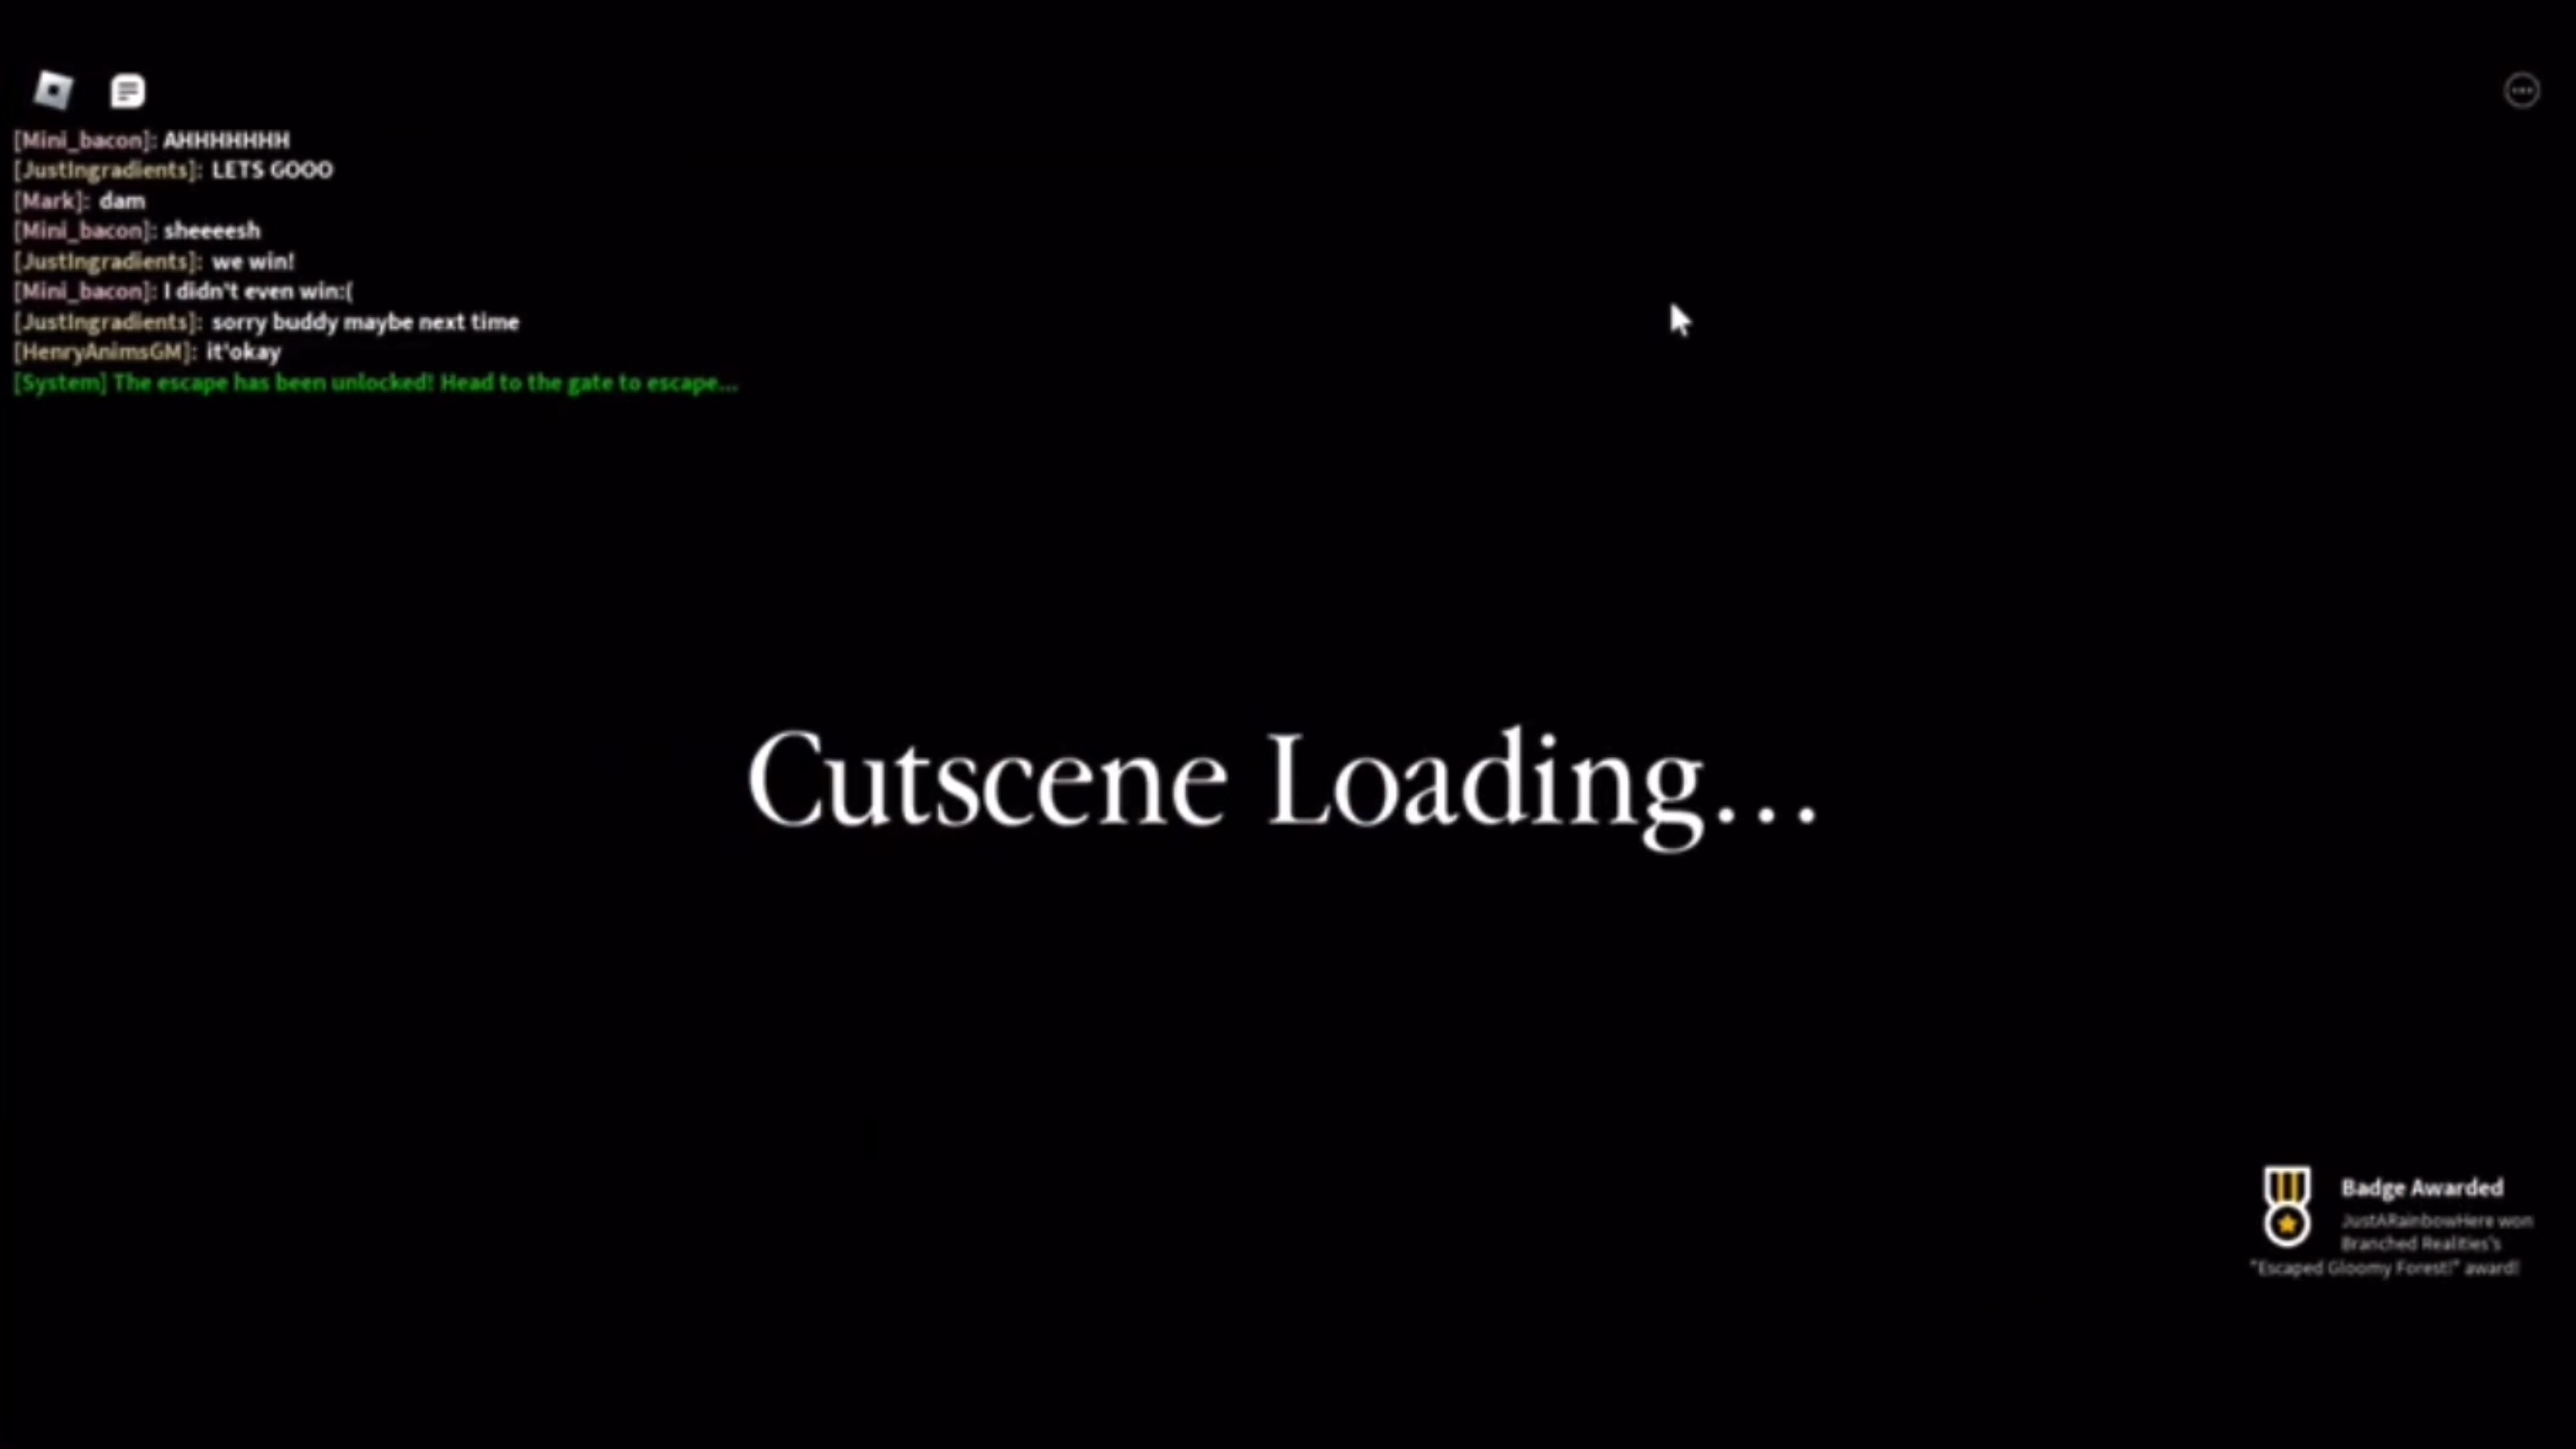 [Mini_bacon]: AHHHHHHH
[JustIngradients]: LETS GOOO
[Mark]: dam
[Mini_bacon]: sheeeesh
[JustIngradients]: we win!
[Mini_bacon]: I didn't even win:(
[JustIngradients]: sorry buddy maybe next time
[HenryAnimsGM]: it'okay
[System] The escape has been unlocked! Head to the gate to escape...
Cutscene Loading...
Badge Awarded
JustARainbowHere won
Branched Realities's
"Escaped Gloomy Forest!" award!